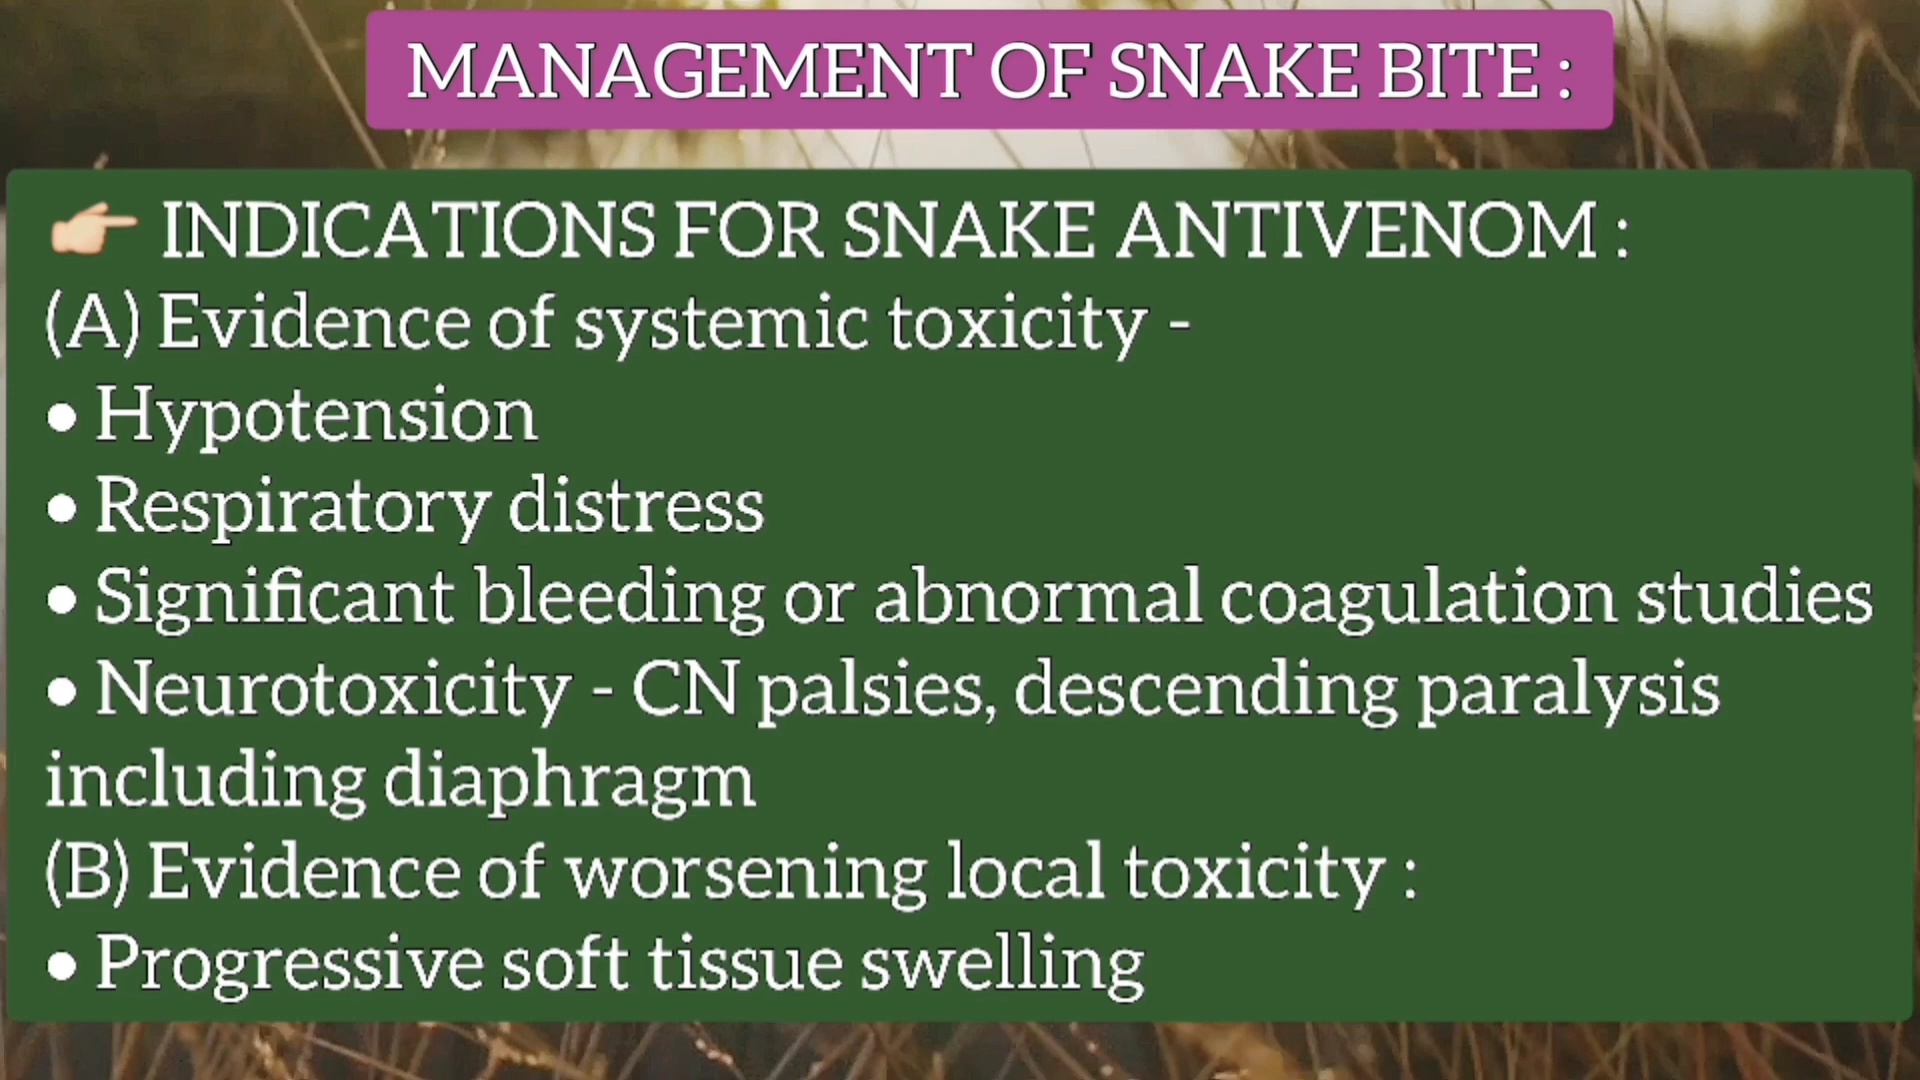 MANAGEMENT OF SNAKE BITE :
👉 INDICATIONS FOR SNAKE ANTIVENOM :
(A) Evidence of systemic toxicity -
● Hypotension
● Respiratory distress
● Significant bleeding or abnormal coagulation studies
● Neurotoxicity - CN palsies, descending paralysis
including diaphragm
(B) Evidence of worsening local toxicity :
● Progressive soft tissue swelling